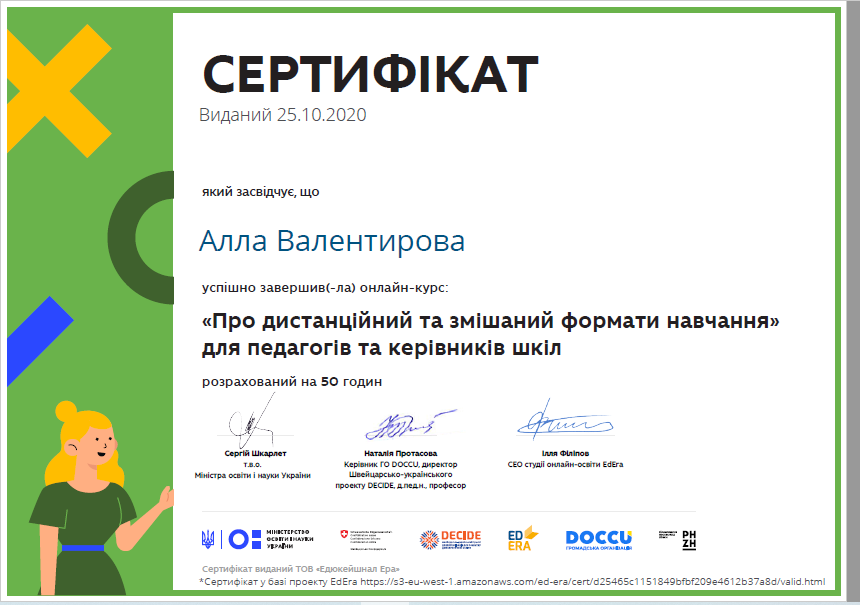 СЕРТИФІКАТ
Виданий 25.10.2020
який засвідчує, що
Алла Валентирова
успішно завершив(-ла) онлайн-курс:
«Про дистанційний та змішаний формати навчання»
для педагогів та керівників шкіл
розрахований на 50 годин
Сергій Шкарлет
т.в.о.
Міністра освіти і науки України
Наталія Протасова
Керівник ГО DOCCU, директор
Швейцарсько-українського
проекту DECIDE, д.пед.н., професор
Ілля Філіпов
CEO студії онлайн-освіти EdEra
МІНІСТЕРСТВО
ОСВІТИ І НАУКИ
УКРАЇНИ
DECIDE
ED
ERA
DOCCU
ГРОМАДСЬКА ОРГАНІЗАЦІЯ
PH
ZH
Сертифікат виданий ТОВ «Едюкейшнал Ера»
*Сертифікат у базі проекту EdEra https://s3-eu-west-1.amazonaws.com/ed-era/cert/d25465c1151849bfbf209e4612b37a8d/valid.html